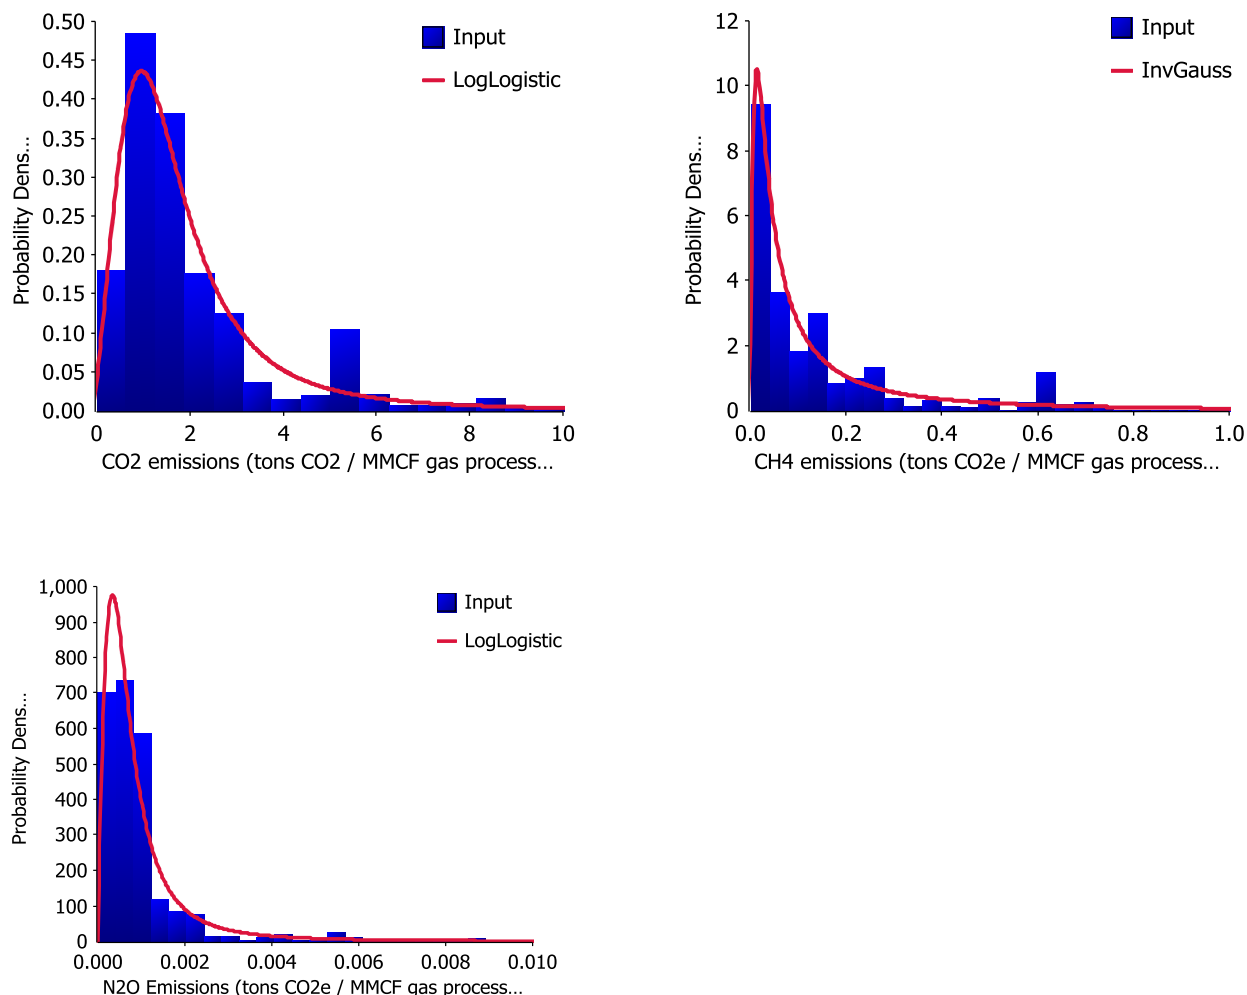 0.50
0.45
0.40
0.35
0.30
0.25
0.20
0.15
0.10
0.05
0.00
Probability Dens...
0 2 4 6 8 10
CO2 emissions (tons CO2 / MMCF gas process...
Input
LogLogistic
12
10
8
6
4
2
0
Probability Dens...
0.0 0.2 0.4 0.6 0.8 1.0
CH4 emissions (tons CO2e / MMCF gas process...
Input
InvGauss
1,000
900
800
700
600
500
400
300
200
100
0
Probability Dens...
0.000 0.002 0.004 0.006 0.008 0.010
N2O Emissions (tons CO2e / MMCF gas process...
Input
LogLogistic